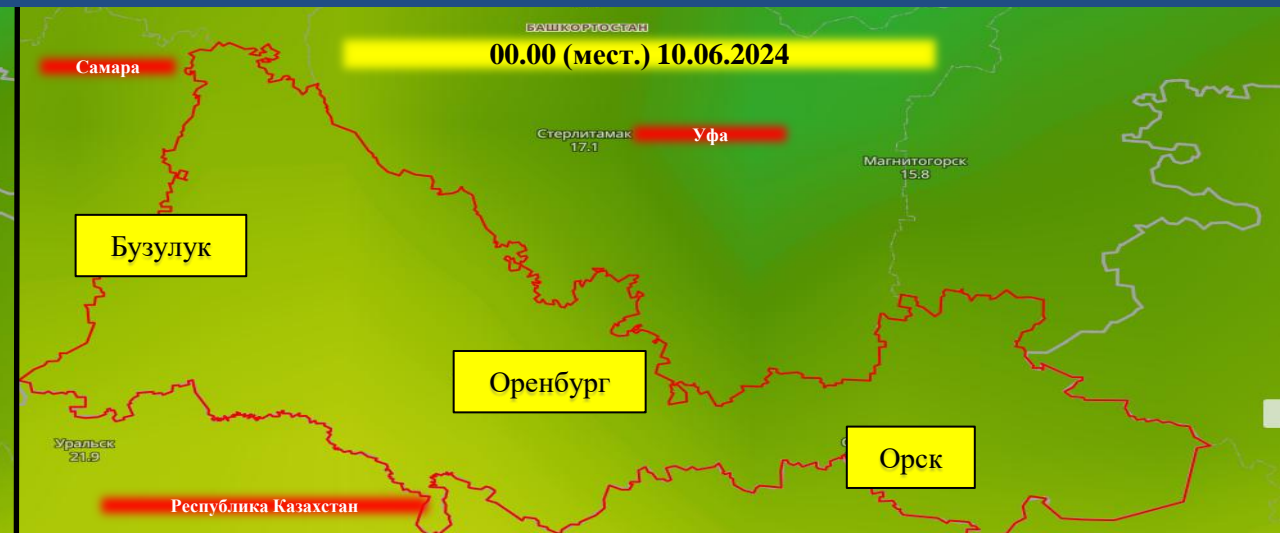 БАШКОРТОСТАН
00.00 (мест.) 10.06.2024
Самара
Стерлитамак
17.1
Уфа
Магнитогорск
15.8
Бузулук
Оренбург
Уральск
21.9
Орск
Республика Казахстан